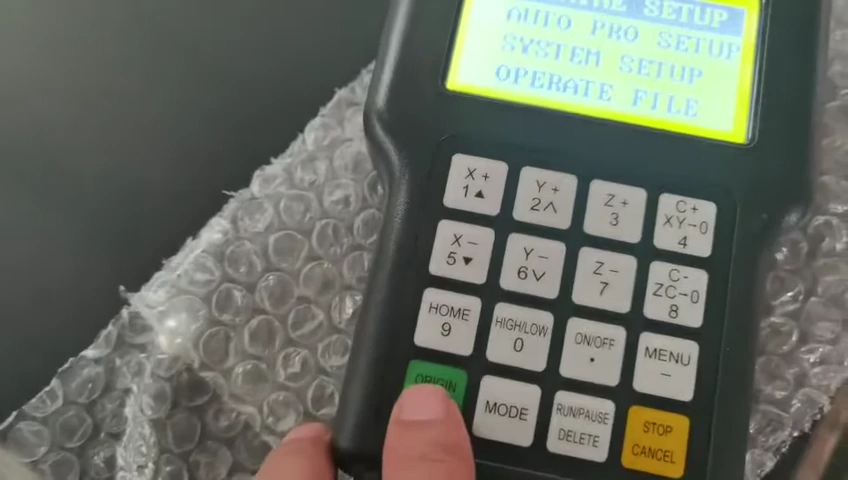 SETUP
AUTO PRO SETUP
SYSTEM SETUP
OPERATE FILE
X+
1▲
Y+
2∧
Z+
3
C+
XY-0
4
X-
5▼
Y-
6∨
Z-
7
C-
ZC-0
8
HOME
9
HIGH/LOW
0
ON/OFF
.
MENU
-
ORIGIN
MODE
RUN/PAUSE
DELETE
STOP
CANCEL